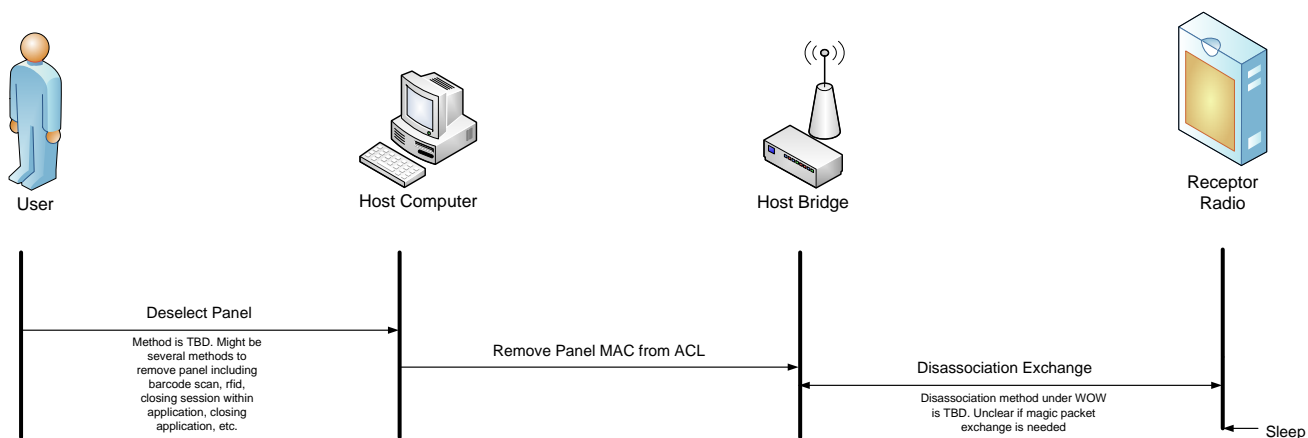 User
Host Computer
Host Bridge
Receptor
Radio
Deselect Panel
Method is TBD. Might be
several methods to
remove panel including
barcode scan, rfid,
closing session within
application, closing
application, etc.
Remove Panel MAC from ACL
Disassociation Exchange
Disassociation method under WOW
is TBD. Unclear if magic packet
exchange is needed
Sleep